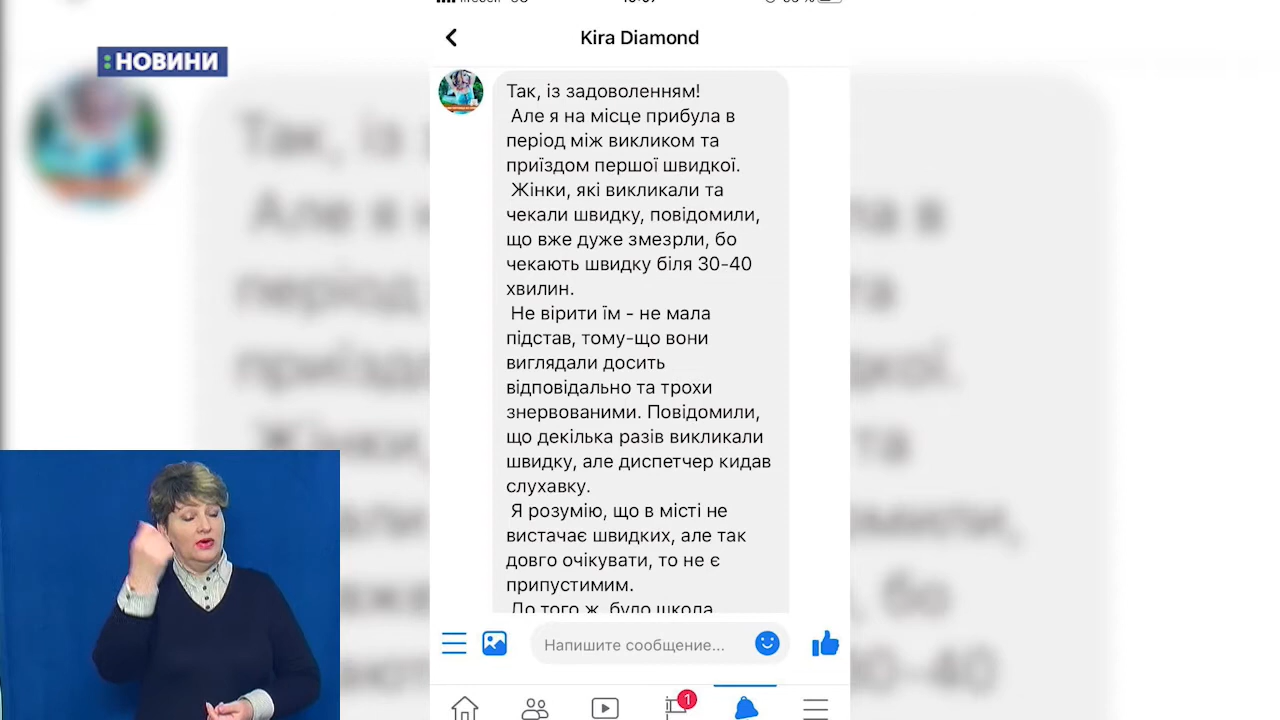 НОВИНИ
Kira Diamond
Так, із задоволенням!
Але я на місце прибула в
період між викликом та
приїздом першої швидкої.
Жінки, які викликали та
чекали швидку, повідомили,
що вже дуже змезрли, бо
чекають швидку біля 30-40
хвилин.
Не вірити їм - не мала
підстав, тому-що вони
виглядали досить
відповідально та трохи
знервованими. Повідомили,
що декілька разів викликали
швидку, але диспетчер кидав
слухавку.
Я розумію, що в місті не
вистачає швидких, але так
довго очікувати, то не є
припустимим.
До того ж, було шкода
Напишите сообщение...
1